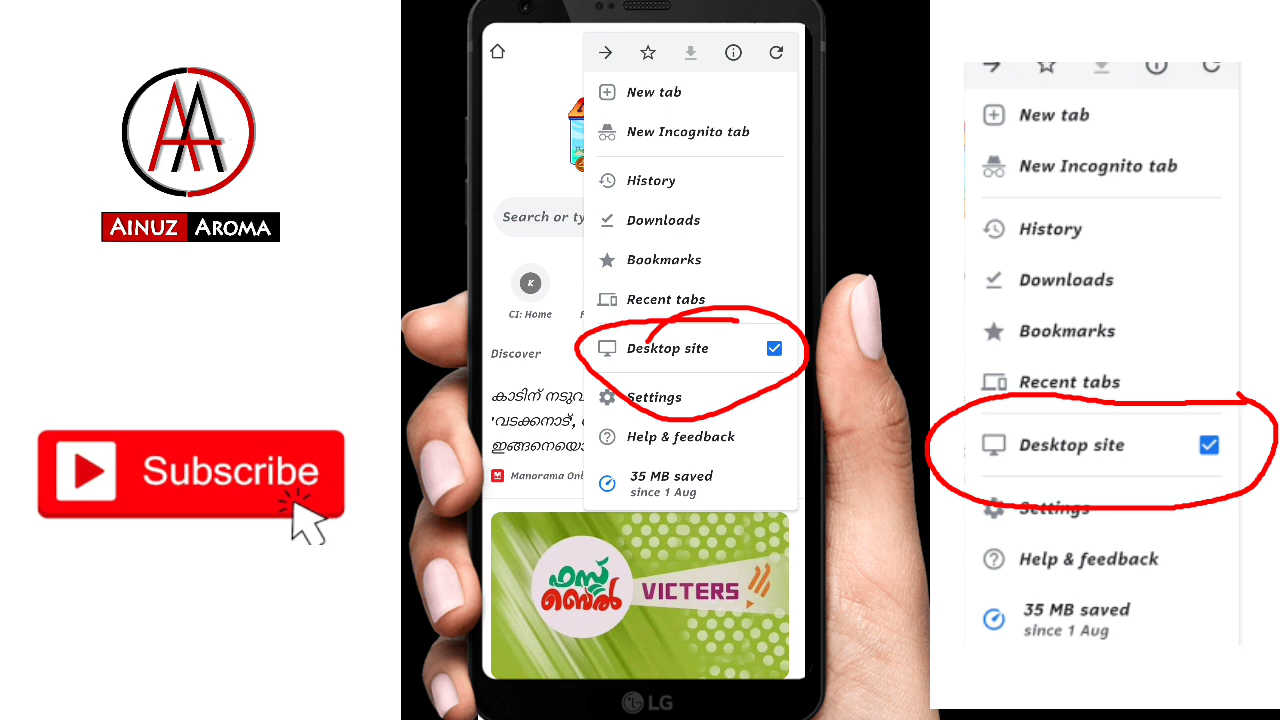 AINUZ AROMA
Subscribe
New tab
New Incognito tab
Search or ty
History
Downloads
Bookmarks
Recent tabs
K
CI: Home
Discover
Desktop site
കാടിന് നടുവ
'വടക്കനാട്,
ഇങ്ങനെയൊ
Settings
Help & feedback
Manorama Onl
35 MB saved
since 1 Aug
ഫസ്റ്റ്
ബെൽ
VICTERS
LG
New tab
New Incognito tab
History
Downloads
Bookmarks
Recent tabs
Desktop site
Settings
Help & feedback
35 MB saved
since 1 Aug